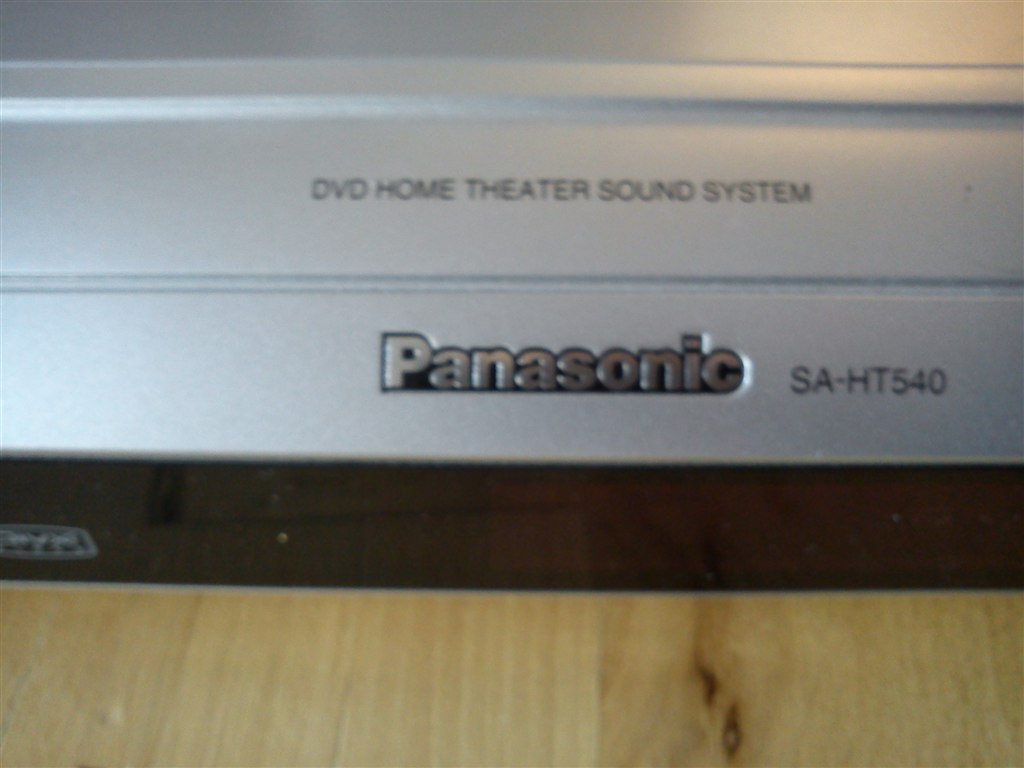 DVD HOME THEATER SOUND SYSTEM
Panasonic SA-HT540